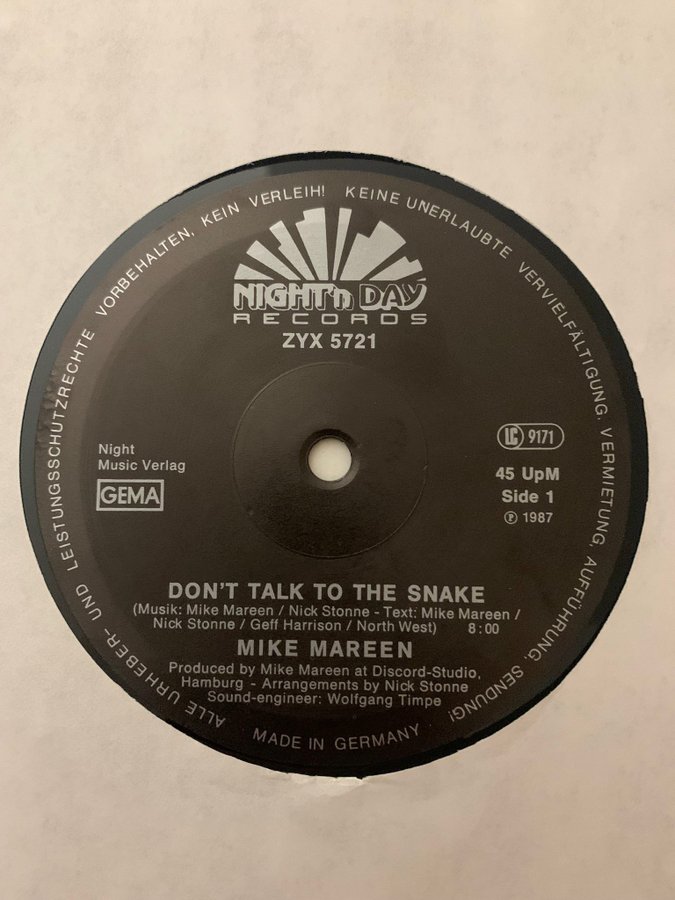 ALLE URHEBER- UND LEISTUNGSSCHUTZRECHTE VORBEHALTEN, KEIN VERLEIH! KEINE UNERLAUBTE VERVIELFÄLTIGUNG, VERMIETUNG, AUFFÜHRUNG, SENDUNG!
NIGHT'n DAY
RECORDS
ZYX 5721
Night
Music Verlag
GEMA
LC 9171
45 UpM
Side 1
Ⓟ 1987
DON'T TALK TO THE SNAKE
(Musik: Mike Mareen / Nick Stonne - Text: Mike Mareen /
Nick Stonne / Geff Harrison / North West) 8:00
MIKE MAREEN
Produced by Mike Mareen at Discord-Studio,
Hamburg - Arrangements by Nick Stonne
Sound-engineer: Wolfgang Timpe
MADE IN GERMANY